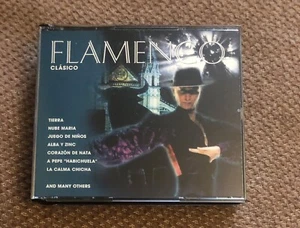 FLAMENCO
CLÁSICO
TIERRA
MIBE MARIA
JUEGO DE NIÑOS
ALBA Y ZINC
CORAZÓN DE NATA
A PEPE "HABICHUELA"
LA CALMA CHICHA
AND MANY OTHERS